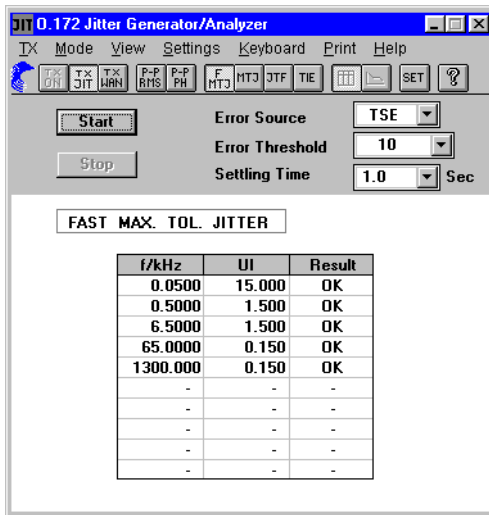 JIT O.172 Jitter Generator/Analyzer
TX Mode View Settings Keyboard Print Help
TX ON TX JIT TX WAN P-P RMS P-P PH F MTJ MTJ JTF TIE SET ?
Start Error Source TSE
Error Threshold 10
Stop
Settling Time 1.0 Sec
FAST MAX. TOL. JITTER
f/kHz UI Result
0.0500 15.000 OK
0.5000 1.500 OK
6.5000 1.500 OK
65.0000 0.150 OK
1300.000 0.150 OK
- - -
- - -
- - -
- - -
- - -